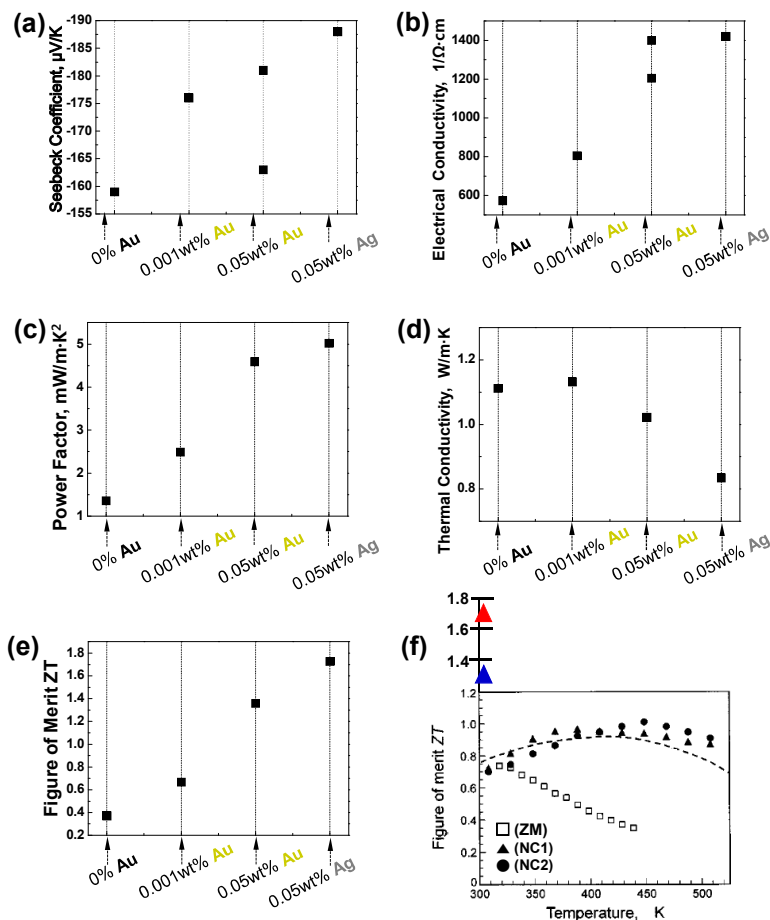 (a)
Seebeck Coefficient, µV/K
-190
-185
-180
-175
-170
-165
-160
-155
0% Au
0.001wt% Au
0.05wt% Au
0.05wt% Ag
(b)
Electrical Conductivity, 1/Ω·cm
1400
1200
800
600
0% Au
0.001wt% Au
0.05wt% Au
0.05wt% Ag
(c)
Power Factor, mW/m·K²
5
4
3
2
1
0% Au
0.001wt% Au
0.05wt% Au
0.05wt% Ag
(d)
Thermal Conductivity, W/m·K
1.2
1.0
0.8
0% Au
0.001wt% Au
0.05wt% Au
0.05wt% Ag
(e)
Figure of Merit ZT
1.8
1.6
1.4
1.2
1.0
0.8
0.6
0.4
0.2
0% Au
0.001wt% Au
0.05wt% Au
0.05wt% Ag
(f)
1.8
1.6
1.4
Figure of merit ZT
1.2
1.0
0.8
0.6
0.4
0.2
0
(ZM)
(NC1)
(NC2)
300
350
400
450
500
Temperature, K